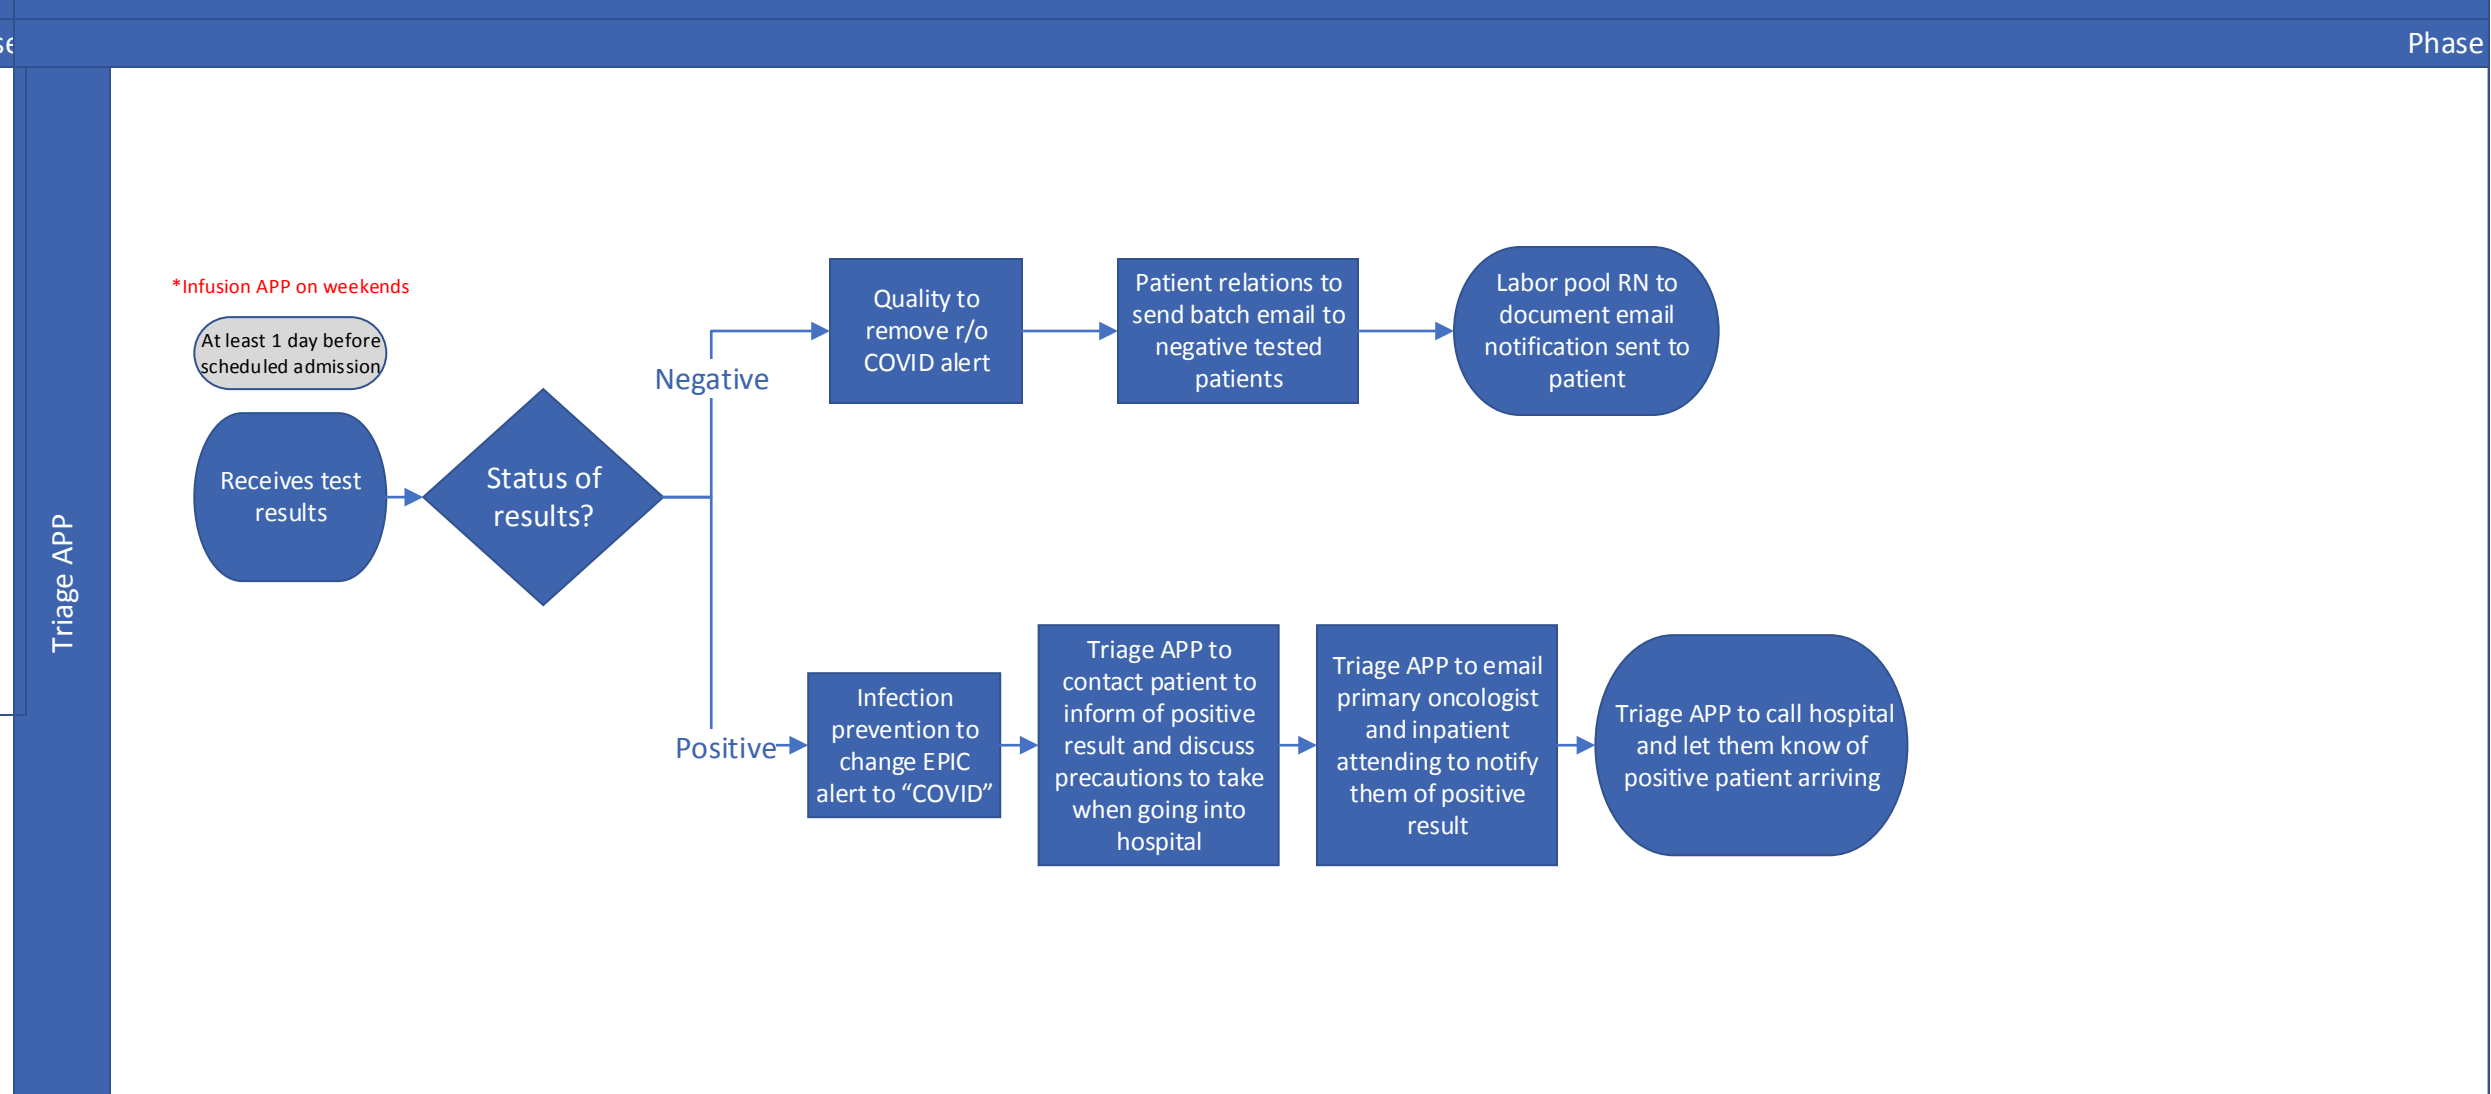 Phase
Triage APP
*Infusion APP on weekends
At least 1 day before
scheduled admission
Receives test
results
Status of
results?
Negative
Quality to
remove r/o
COVID alert
Patient relations to
send batch email to
negative tested
patients
Labor pool RN to
document email
notification sent to
patient
Positive
Infection
prevention to
change EPIC
alert to “COVID”
Triage APP to
contact patient to
inform of positive
result and discuss
precautions to take
when going into
hospital
Triage APP to email
primary oncologist
and inpatient
attending to notify
them of positive
result
Triage APP to call hospital
and let them know of
positive patient arriving